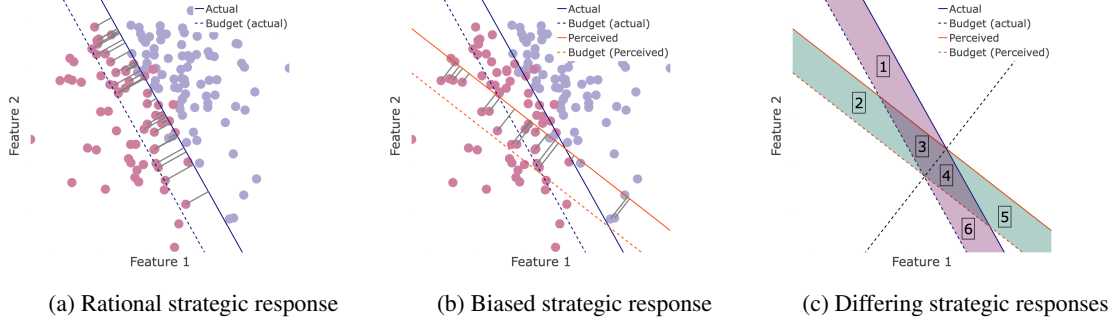 Actual
Budget (actual)
Feature 2
Feature 1
(a) Rational strategic response
Actual
Budget (actual)
Perceived
Budget (Perceived)
Feature 2
Feature 1
(b) Biased strategic response
Actual
Budget (actual)
Perceived
Budget (Perceived)
1
2
3
4
5
6
Feature 2
Feature 1
(c) Differing strategic responses